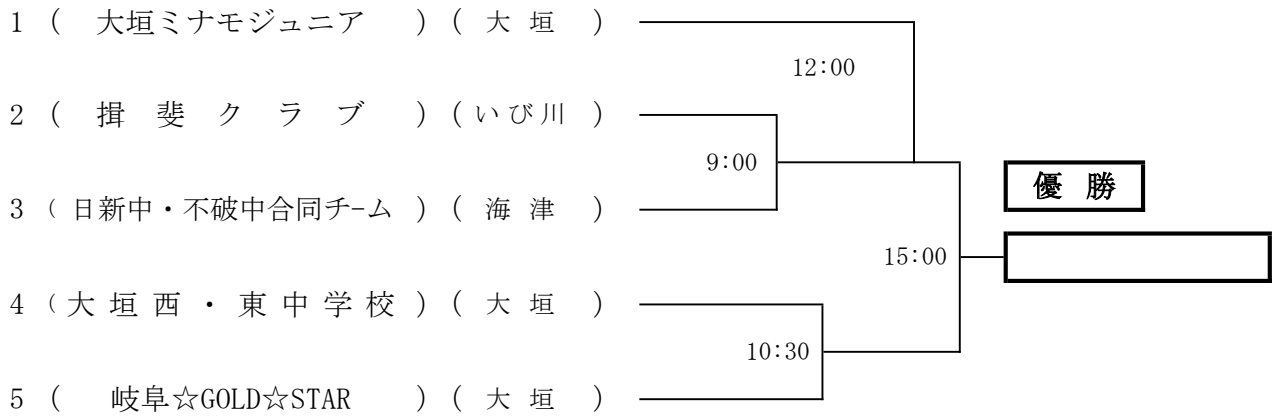 1 ( 大垣ミナモジュニア ) ( 大 垣 )
12:00
2 ( 揖 斐 ク ラ ブ ) ( いび川 )
9:00
優 勝
3 ( 日新中・不破中合同チ-ム ) ( 海 津 )
15:00
4 ( 大 垣 西 ・ 東 中 学 校 ) ( 大 垣 )
10:30
5 ( 岐阜☆GOLD☆STAR ) ( 大 垣 )